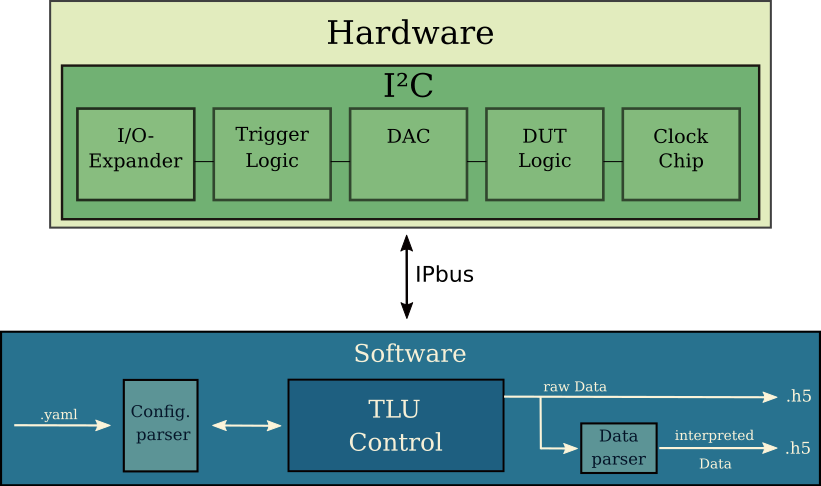 Hardware
I²C
I/O-
Expander
Trigger
Logic
DAC
DUT
Logic
Clock
Chip
IPbus
Software
.yaml
Config.
parser
TLU
Control
raw Data
.h5
Data
parser
interpreted
Data
.h5